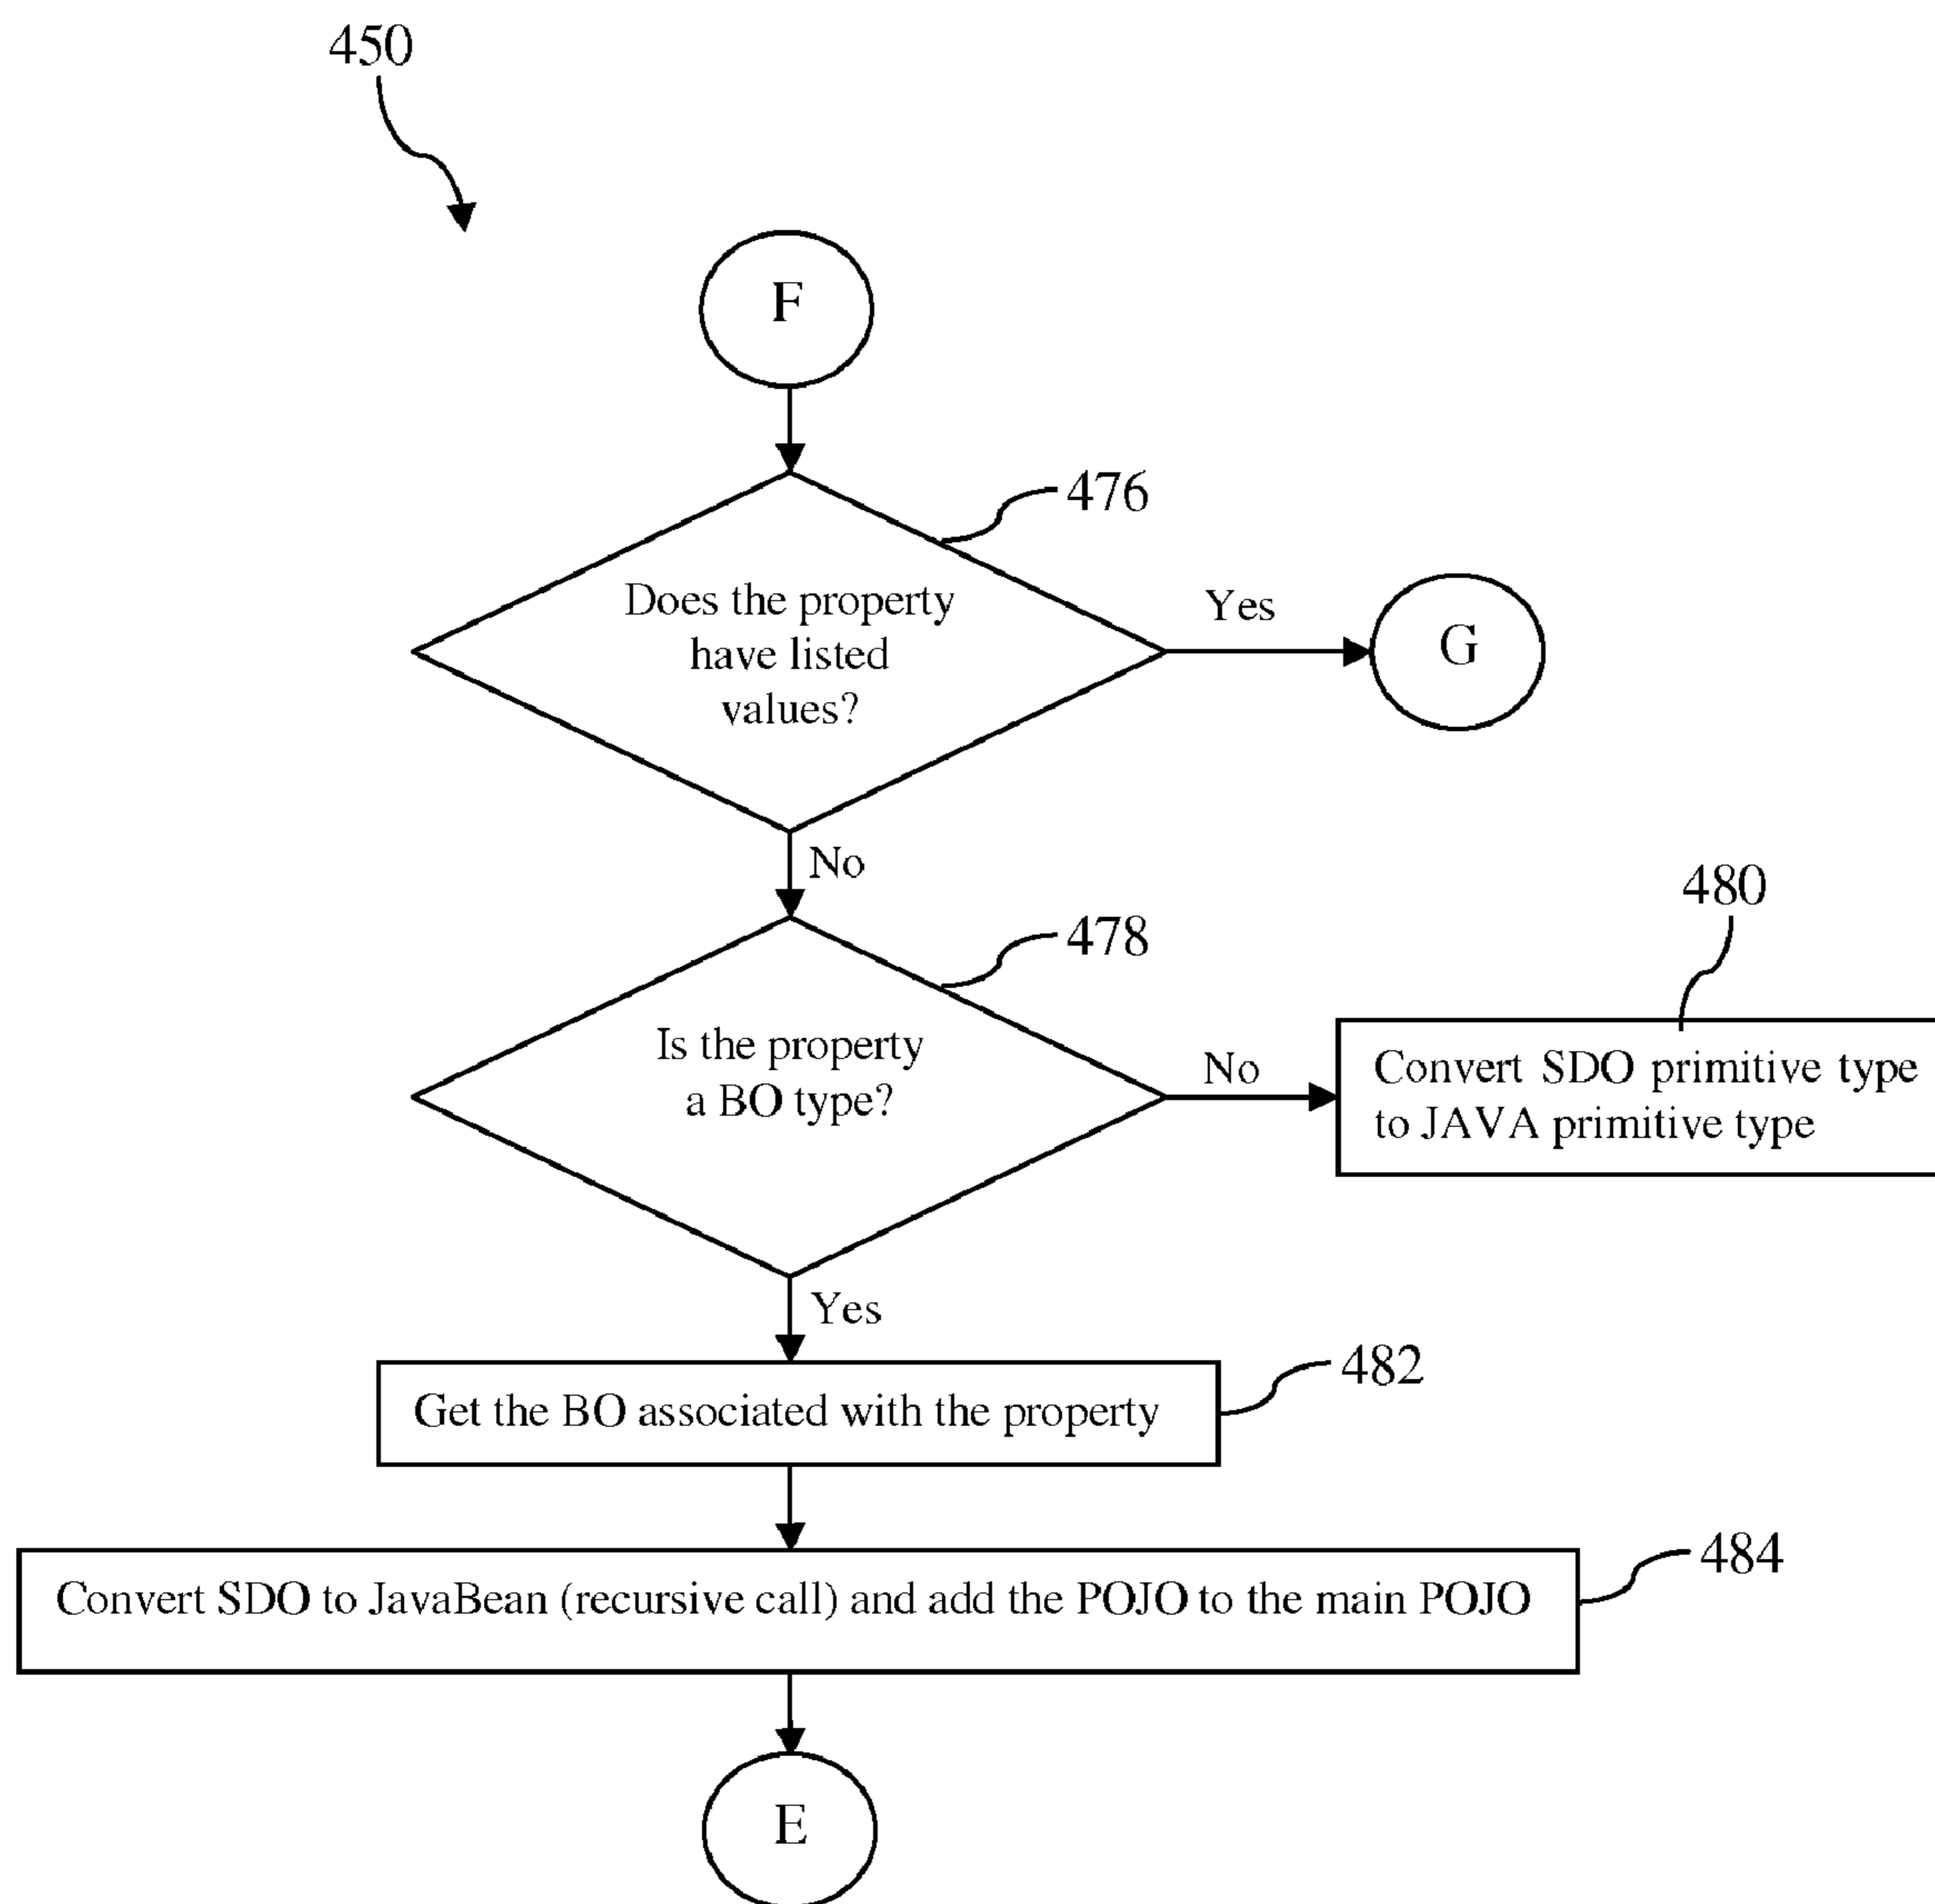 450
F
476
Does the property
have listed
values?
Yes
G
No
478
480
Is the property
a BO type?
No
Convert SDO primitive type
to JAVA primitive type
Yes
482
Get the BO associated with the property
484
Convert SDO to JavaBean (recursive call) and add the POJO to the main POJO
E